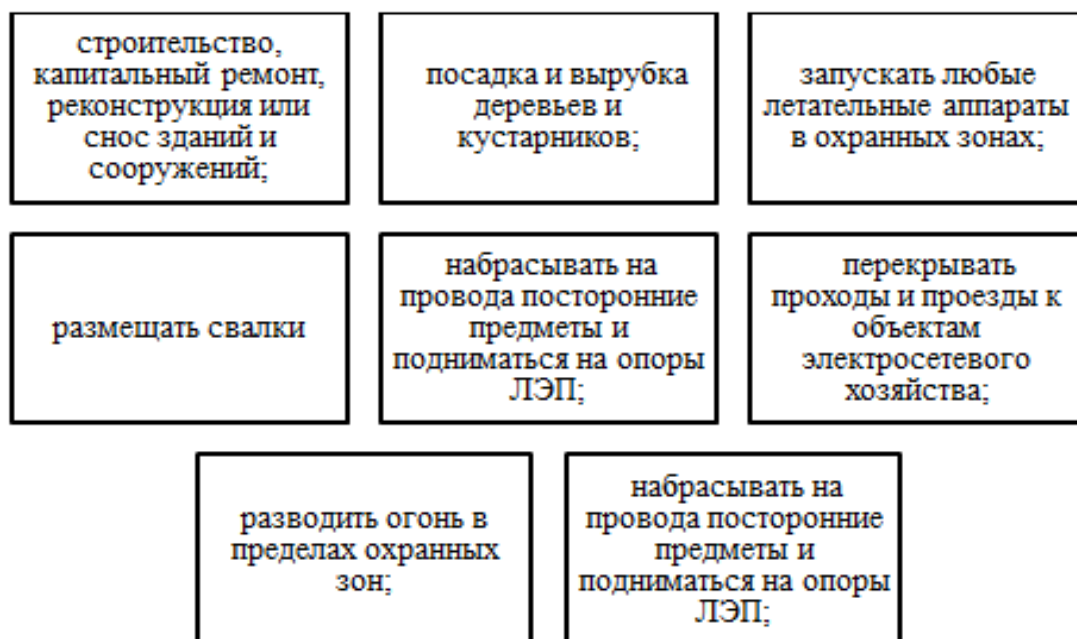 строительство,
капитальный ремонт,
реконструкция или
снос зданий и
сооружений;
посадка и вырубка
деревьев и
кустарников;
запускать любые
летательные аппараты
в охранных зонах;
размещать свалки
набрасывать на
провода посторонние
предметы и
подниматься на опоры
ЛЭП;
перекрывать
проходы и проезды к
объектам
электросетевого
хозяйства;
разводить огонь в
пределах охранных
зон;
набрасывать на
провода посторонние
предметы и
подниматься на опоры
ЛЭП;